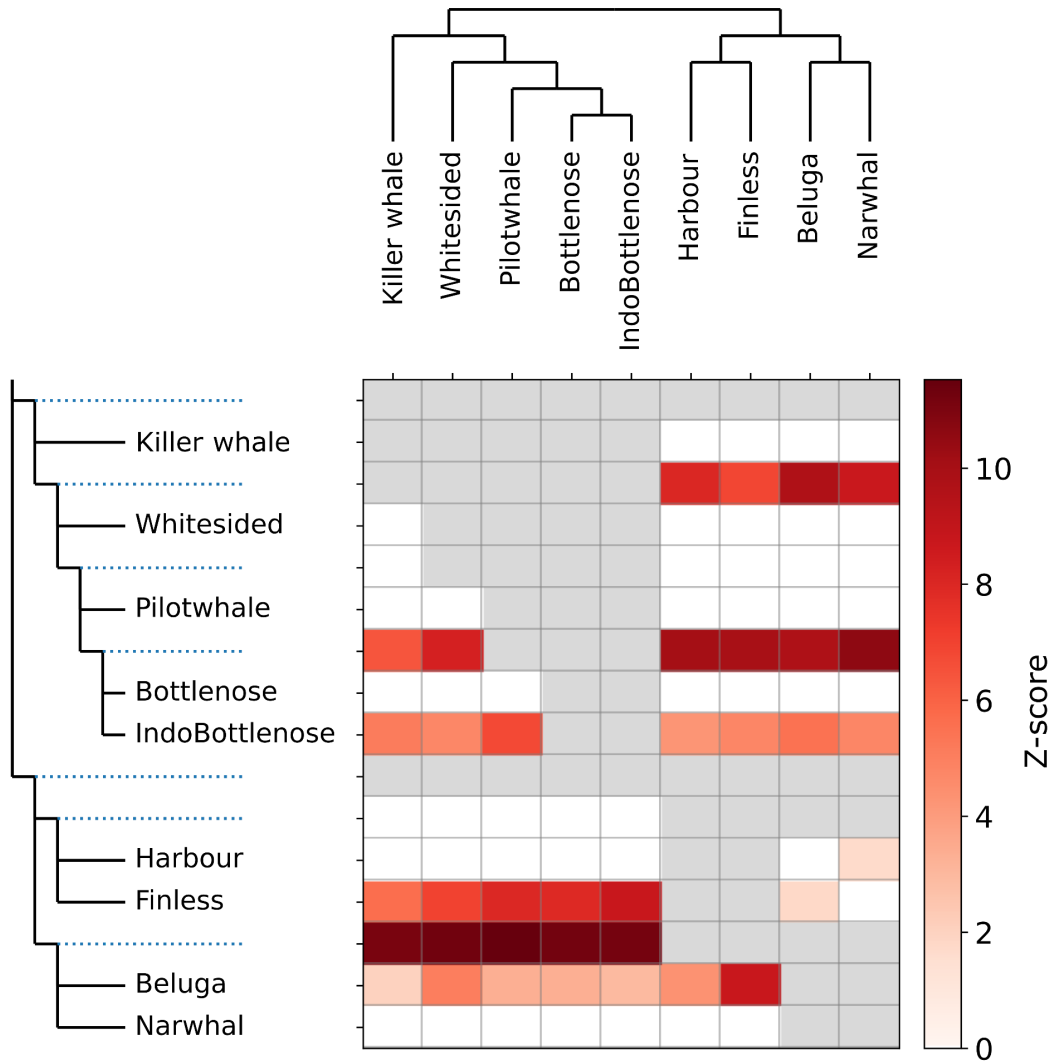 Killer whale
Whitesided
Pilotwhale
Bottlenose
IndoBottlenose
Harbour
Finless
Beluga
Narwhal
Killer whale
Whitesided
Pilotwhale
Bottlenose
IndoBottlenose
Harbour
Finless
Beluga
Narwhal
10
8
6
4
2
0
Z-score